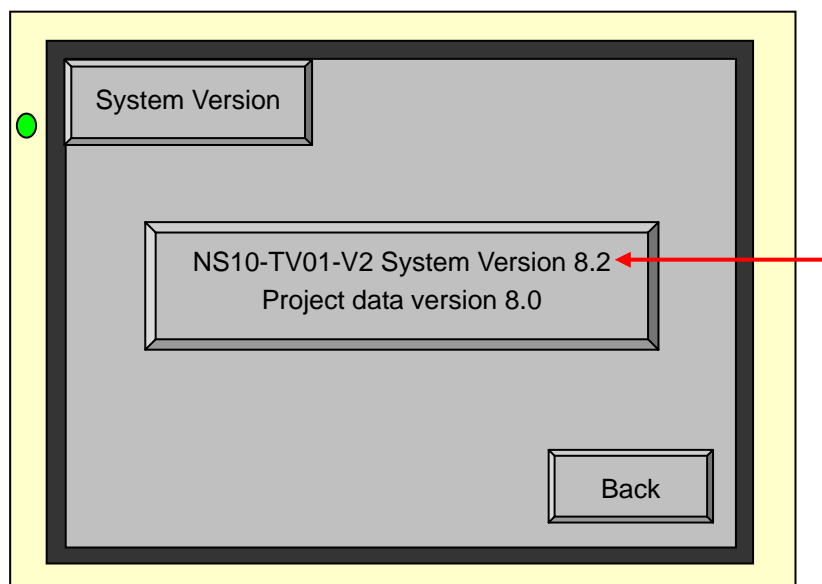 System Version
NS10-TV01-V2 System Version 8.2
Project data version 8.0
Back